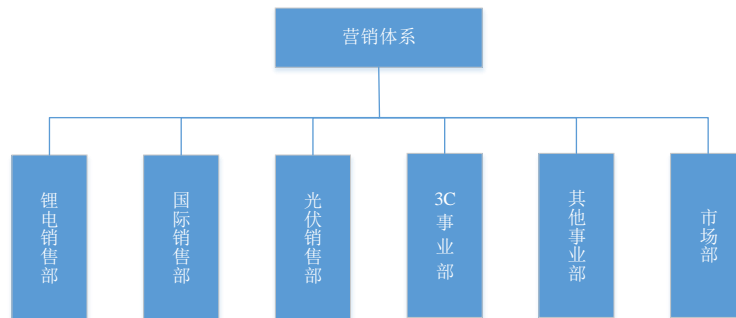 营销体系
锂电销售部
国际销售部
光伏销售部
3C事业部
其他事业部
市场部